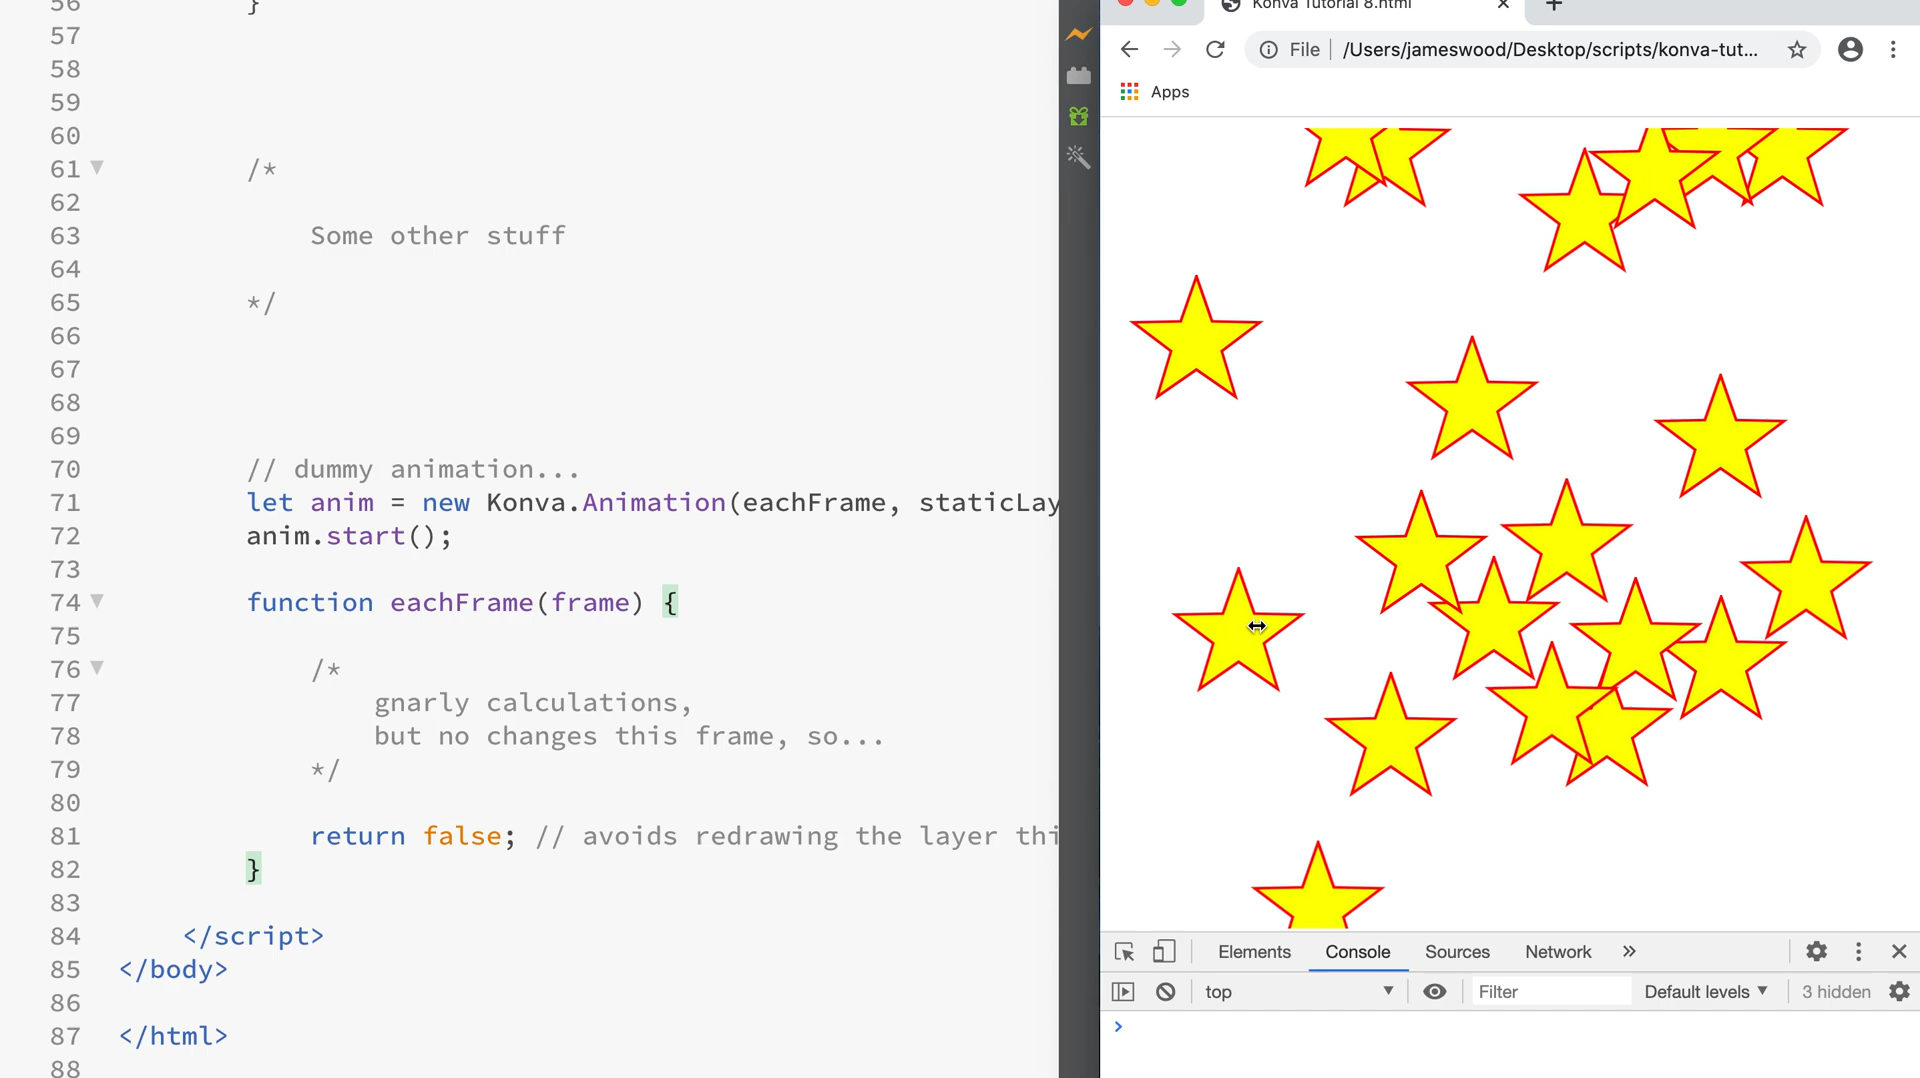 56 }
57
58
59
60
61 /*
62
63 Some other stuff
64
65 */
66
67
68
69
70 // dummy animation...
71 let anim = new Konva.Animation(eachFrame, staticLay
72 anim.start();
73
74 function eachFrame(frame) {
75
76 /*
77 gnarly calculations,
78 but no changes this frame, so...
79 */
80
81 return false; // avoids redrawing the layer thi
82 }
83
84 </script>
85 </body>
86
87 </html>
88
Konva Tutorial 8.html
File /Users/jameswood/Desktop/scripts/konva-tut...
Apps
Elements Console Sources Network
top Filter Default levels 3 hidden